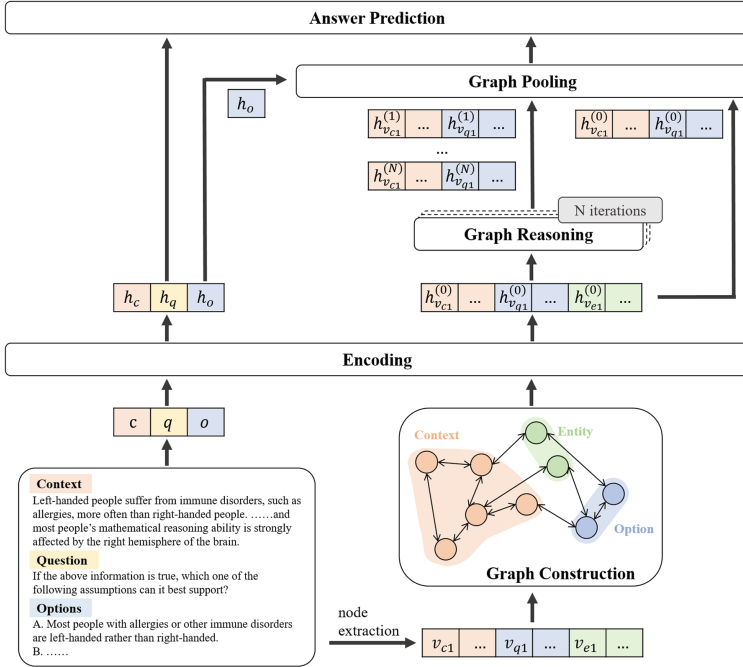 Answer Prediction
Graph Pooling
h_o
h_{v_{c1}}^{(1)} ... h_{v_{q1}}^{(1)} ...
...
h_{v_{c1}}^{(N)} ... h_{v_{q1}}^{(N)} ...
h_{v_{c1}}^{(0)} ... h_{v_{q1}}^{(0)} ...
N iterations
Graph Reasoning
h_c h_q h_o
h_{v_{c1}}^{(0)} ... h_{v_{q1}}^{(0)} ... h_{v_{e1}}^{(0)} ...
Encoding
c q o
Context
Left-handed people suffer from immune disorders, such as
allergies, more often than right-handed people. ……and
most people's mathematical reasoning ability is strongly
affected by the right hemisphere of the brain.
Question
If the above information is true, which one of the
following assumptions can it best support?
Options
A. Most people with allergies or other immune disorders
are left-handed rather than right-handed.
B. ……
Context
Entity
Option
Graph Construction
node
extraction
v_{c1} ... v_{q1} ... v_{e1} ...